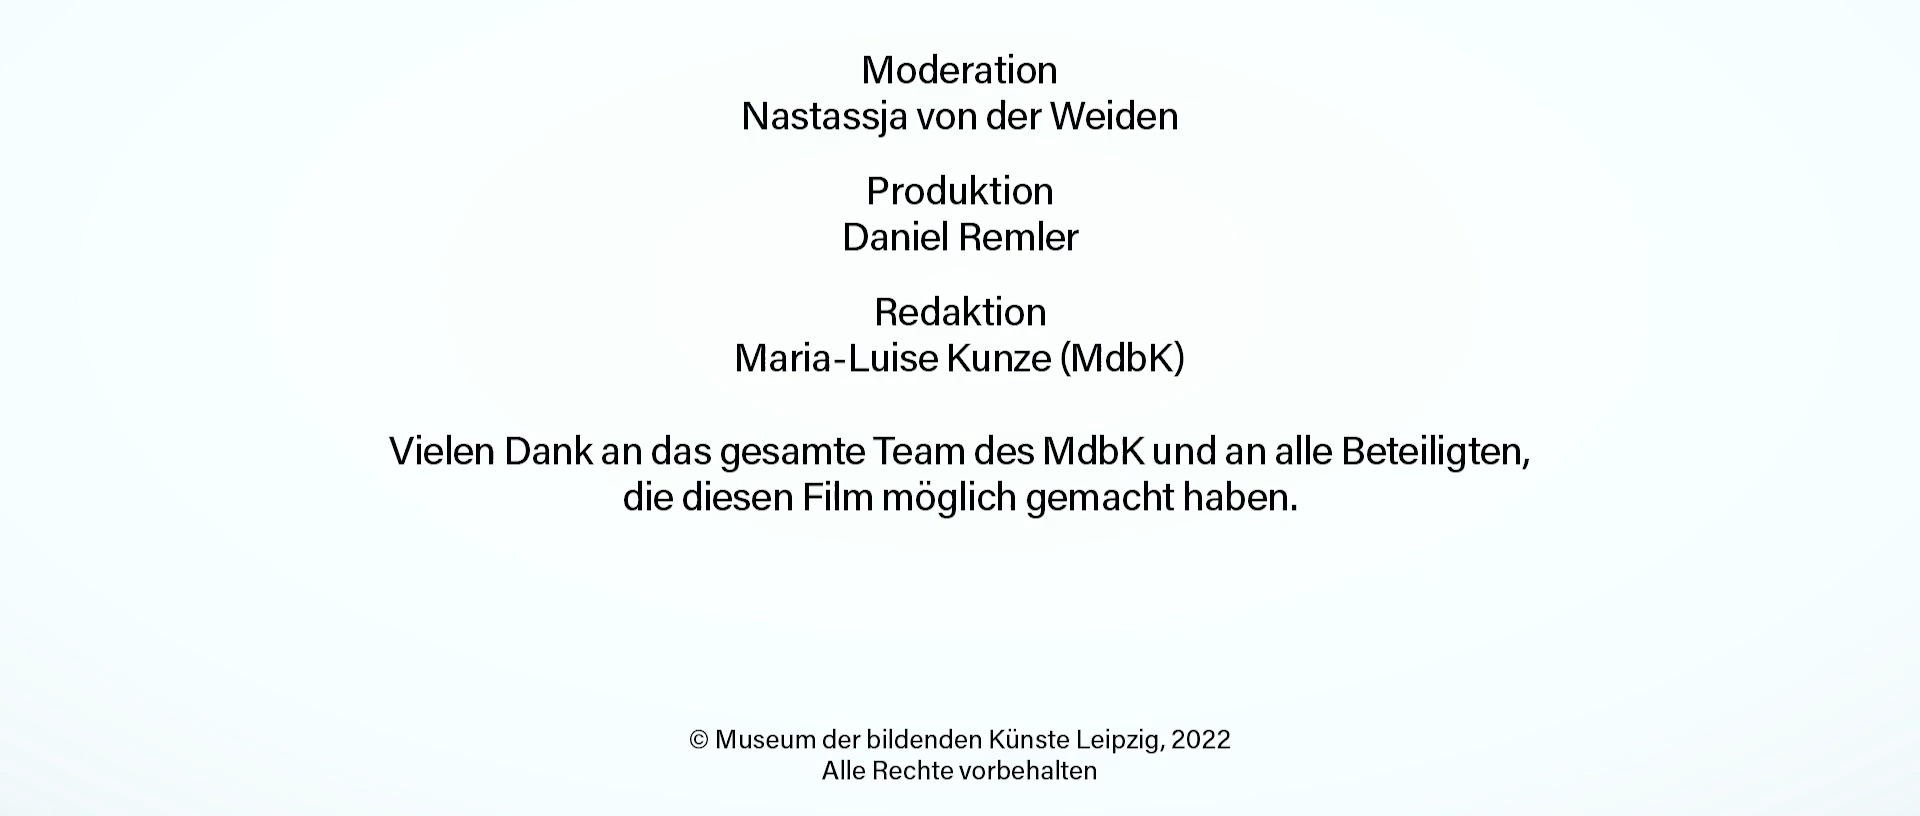 Moderation
Nastassja von der Weiden
Produktion
Daniel Remler
Redaktion
Maria-Luise Kunze (MdbK)
Vielen Dank an das gesamte Team des MdbK und an alle Beteiligten,
die diesen Film möglich gemacht haben.
© Museum der bildenden Künste Leipzig, 2022
Alle Rechte vorbehalten